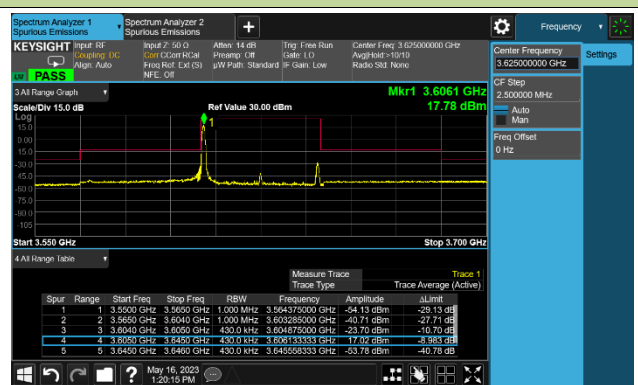 Spectrum Analyzer 1
Spurious Emissions
Spectrum Analyzer 2
Spurious Emissions
+
Frequency
KEYSIGHT
Input: RF
Coupling: DC
Align: Auto
Input Z: 50 Ω
Corr CCorr RCal
Freq Ref: Ext (S)
NFE: Off
Atten: 14 dB
Preamp: Off
µW Path: Standard
Trig: Free Run
Gate: LO
IF Gain: Low
Center Freq: 3.625000000 GHz
Avg|Hold:>10/10
Radio Std: None
PASS
Center Frequency
3.625000000 GHz
Settings
CF Step
2.500000 MHz
Auto
Man
Freq Offset
0 Hz
3 All Range Graph
Mkr1 3.6061 GHz
Scale/Div 15.0 dB
Ref Value 30.00 dBm
17.78 dBm
Log
1
15.0
0.00
-15.0
-30.0
-45.0
-60.0
-75.0
-90.0
-105
Start 3.550 GHz
Stop 3.700 GHz
4 All Range Table
Measure Trace Trace 1
Trace Type Trace Average (Active)
Spur Range Start Freq Stop Freq RBW Frequency Amplitude ΔLimit
1 1 3.5500 GHz 3.5650 GHz 1.000 MHz 3.564375000 GHz -54.13 dBm -29.13 dB
2 2 3.5650 GHz 3.6040 GHz 1.000 MHz 3.603285000 GHz -40.71 dBm -27.71 dB
3 3 3.6040 GHz 3.6050 GHz 430.0 kHz 3.604875000 GHz -23.20 dBm -10.70 dB
4 4 3.6050 GHz 3.6450 GHz 430.0 kHz 3.606133333 GHz 17.02 dBm -8.983 dB
5 5 3.6450 GHz 3.6460 GHz 430.0 kHz 3.645558333 GHz -53.78 dBm -40.78 dB
?
May 16, 2023
1:20:15 PM